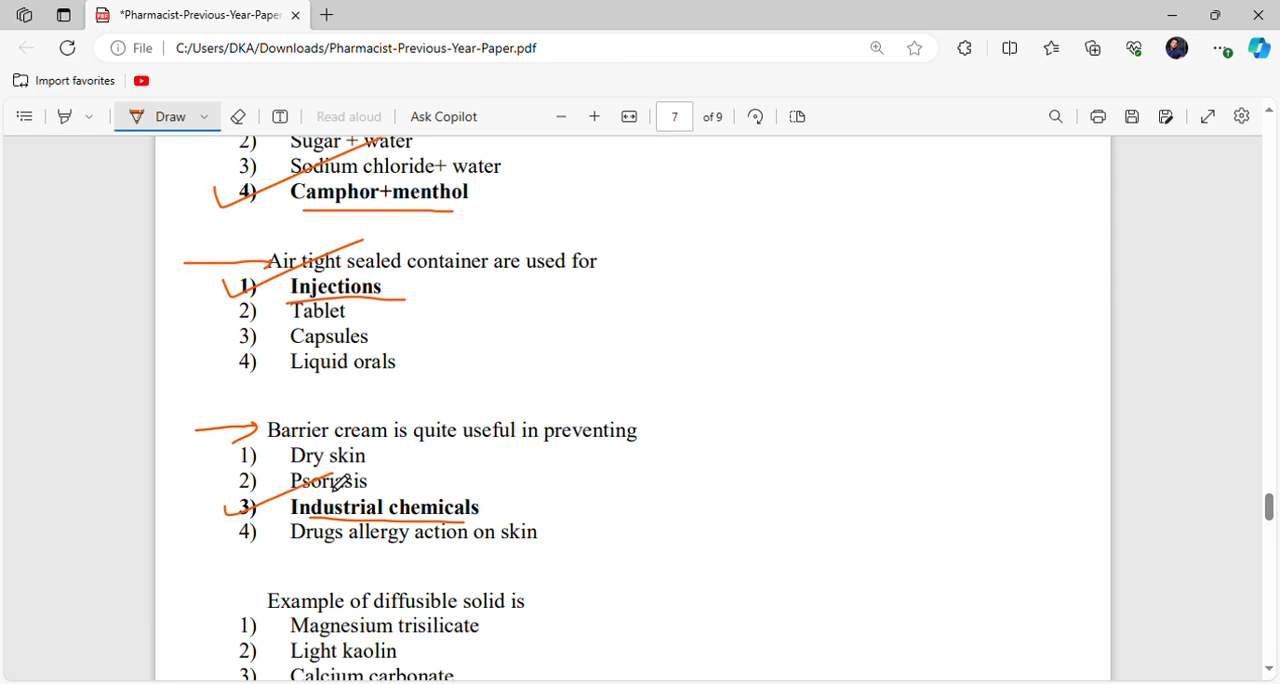 *Pharmacist-Previous-Year-Paper
File
C:/Users/DKA/Downloads/Pharmacist-Previous-Year-Paper.pdf
Import favorites
Draw
Read aloud
Ask Copilot
7 of 9
2) Sugar + water
3) Sodium chloride+ water
4) Camphor+menthol
Air tight sealed container are used for
1) Injections
2) Tablet
3) Capsules
4) Liquid orals
Barrier cream is quite useful in preventing
1) Dry skin
2) Psoriasis
3) Industrial chemicals
4) Drugs allergy action on skin
Example of diffusible solid is
1) Magnesium trisilicate
2) Light kaolin
3) Calcium carbonate